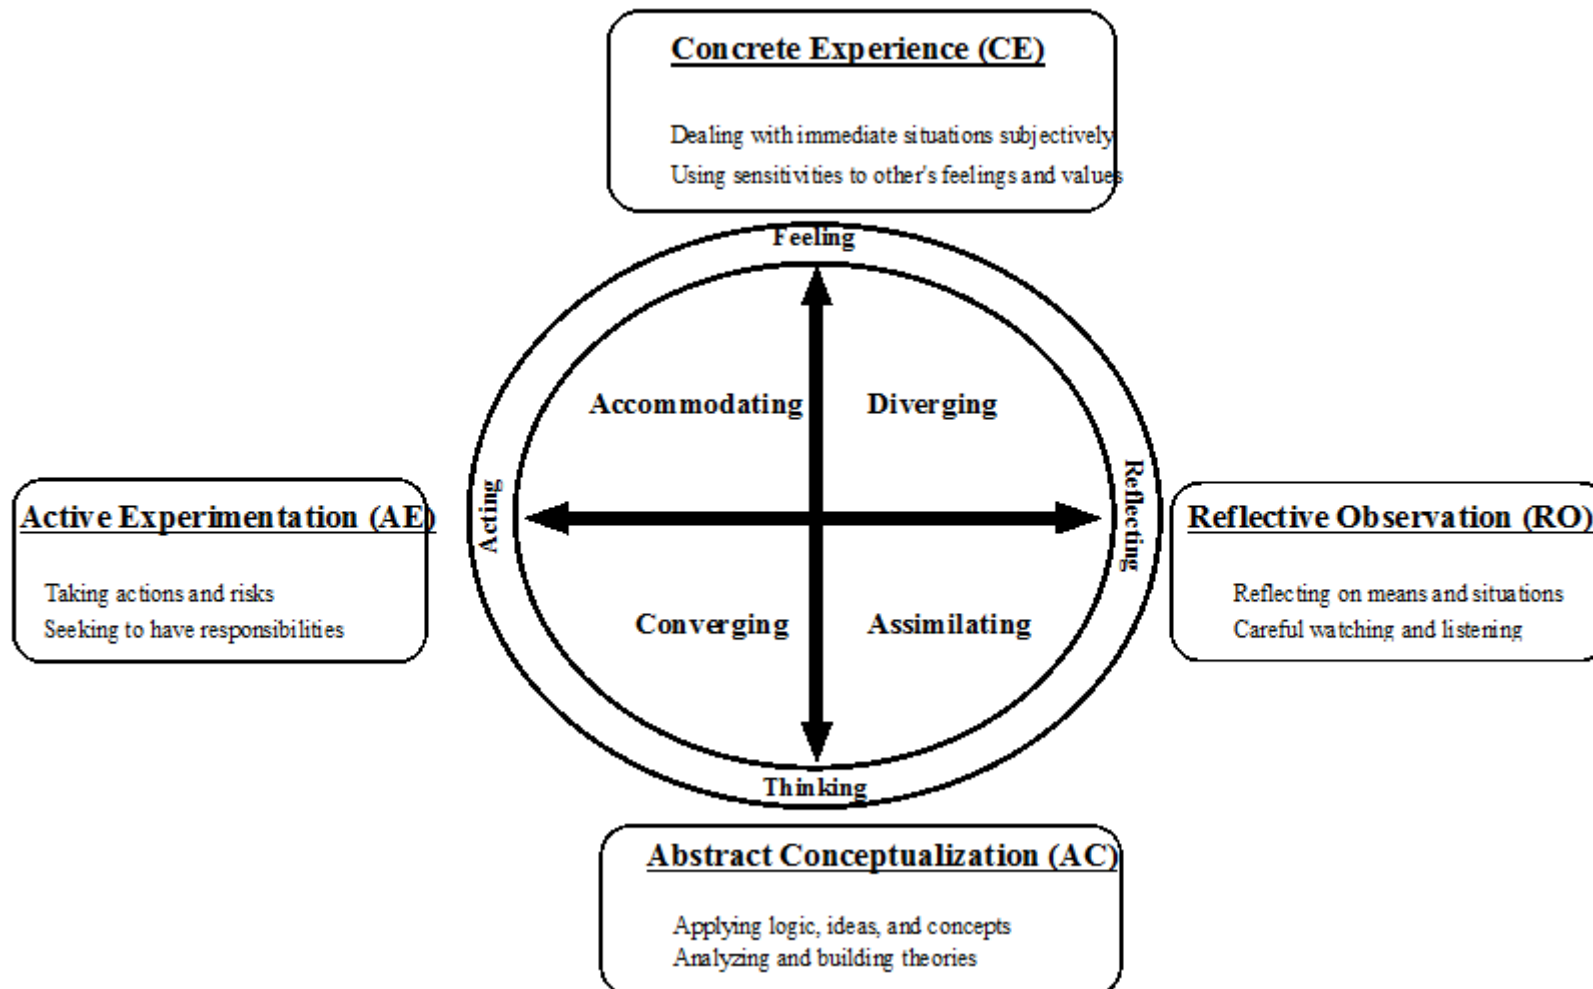 Concrete Experience (CE)
Dealing with immediate situations subjectively
Using sensitivities to other's feelings and values
Feeling
Accommodating
Diverging
Acting
Reflecting
Active Experimentation (AE)
Taking actions and risks
Seeking to have responsibilities
Reflective Observation (RO)
Reflecting on means and situations
Careful watching and listening
Converging
Assimilating
Thinking
Abstract Conceptualization (AC)
Applying logic, ideas, and concepts
Analyzing and building theories